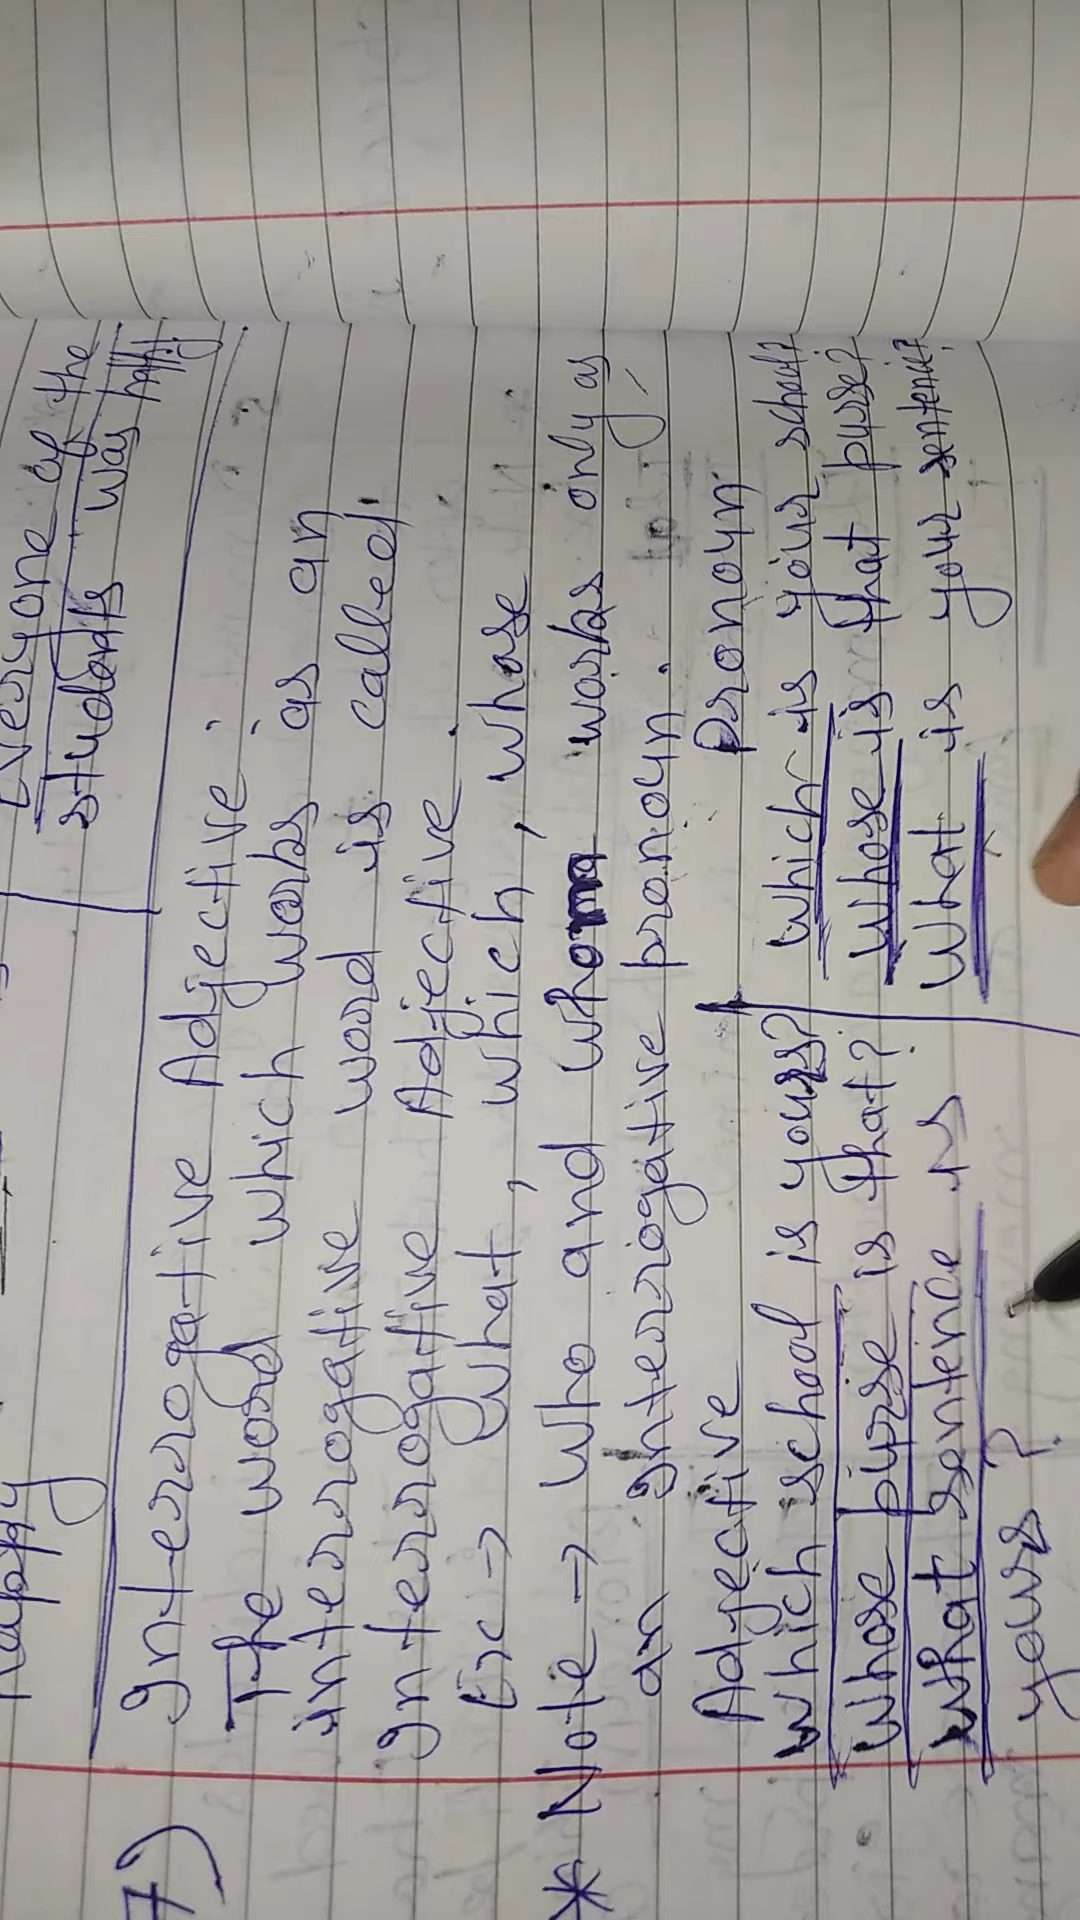 happy
Everyone of the
students was happy
7) Interrogative Adjective :
The word which works as an
interrogative word is called
Interrogative Adjective .
Ex -> What , which , whose .
* Note -> Who and whom works only as
an Interrogative pronoun .
Adjective
Pronoun
Which school is yours?
Which is your school?
Whose purse is that?
Whose is that purse?
What sentence is
What is your sentence?
yours ?